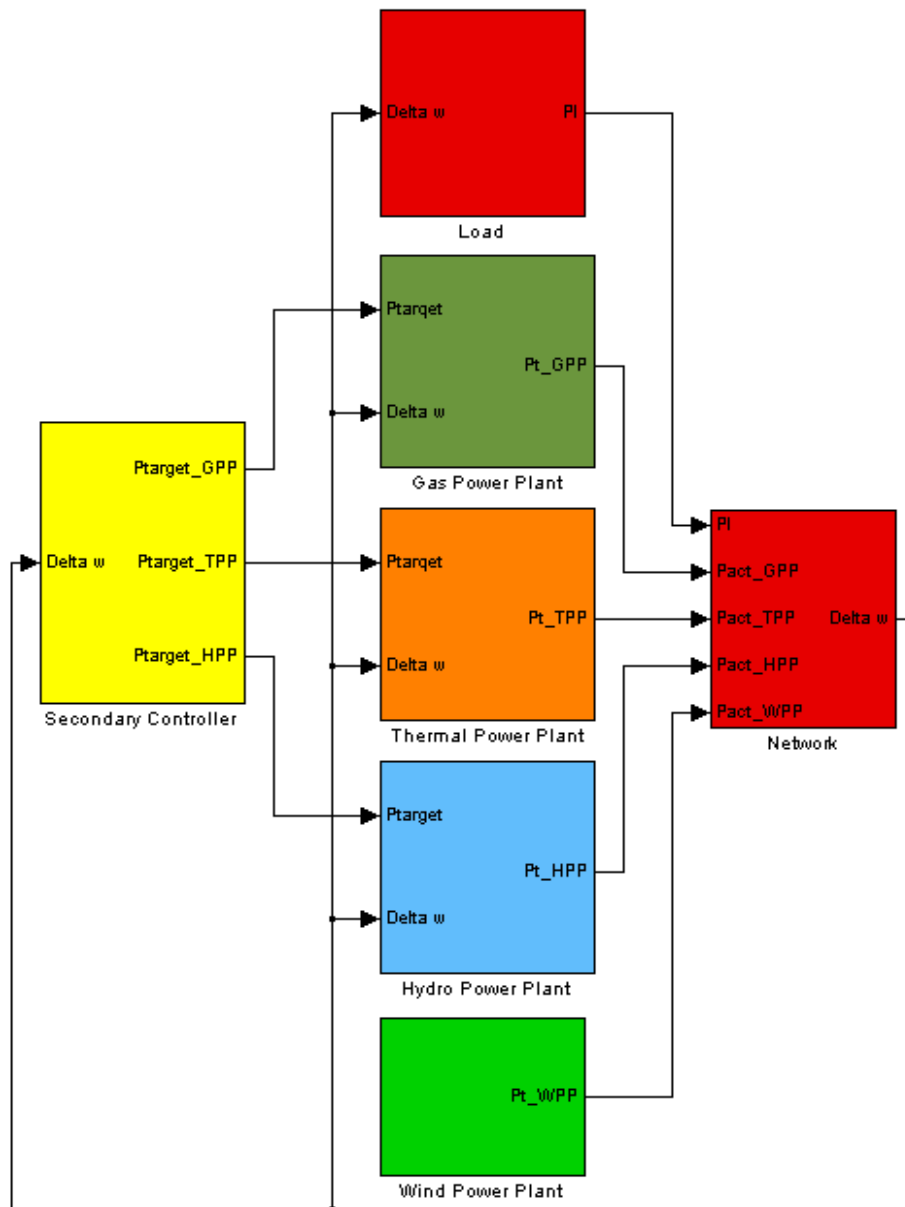 Delta w
Pl
Load
Ptarget
Pt_GPP
Delta w
Gas Power Plant
Ptarget_GPP
Delta w
Ptarget_TPP
Ptarget_HPP
Secondary Controller
Ptarget
Pt_TPP
Delta w
Thermal Power Plant
Pl
Pact_GPP
Pact_TPP
Delta w
Pact_HPP
Pact_WPP
Network
Ptarget
Pt_HPP
Delta w
Hydro Power Plant
Pt_WPP
Wind Power Plant